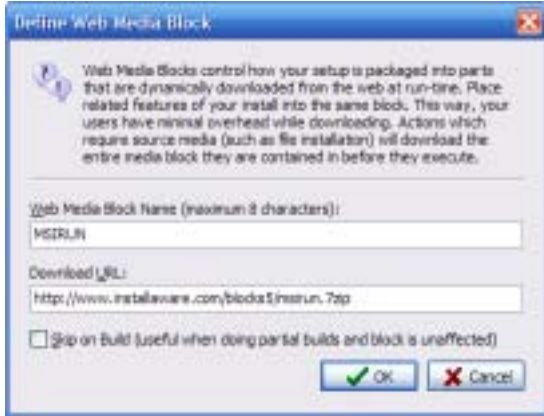 Define Web Media Block
Web Media Blocks control how your setup is packaged into parts
that are dynamically downloaded from the web at run-time. Place
related features of your install into the same block. This way, your
users have minimal overhead while downloading. Actions which
require source media (such as file installation) will download the
entire media block they are contained in before they execute.
Web Media Block Name (maximum 8 characters):
MSIRUN
Download URL:
http://www.installaware.com/blocks5/msirun.7zip
Skip on Build (useful when doing partial builds and block is unaffected)
OK
Cancel